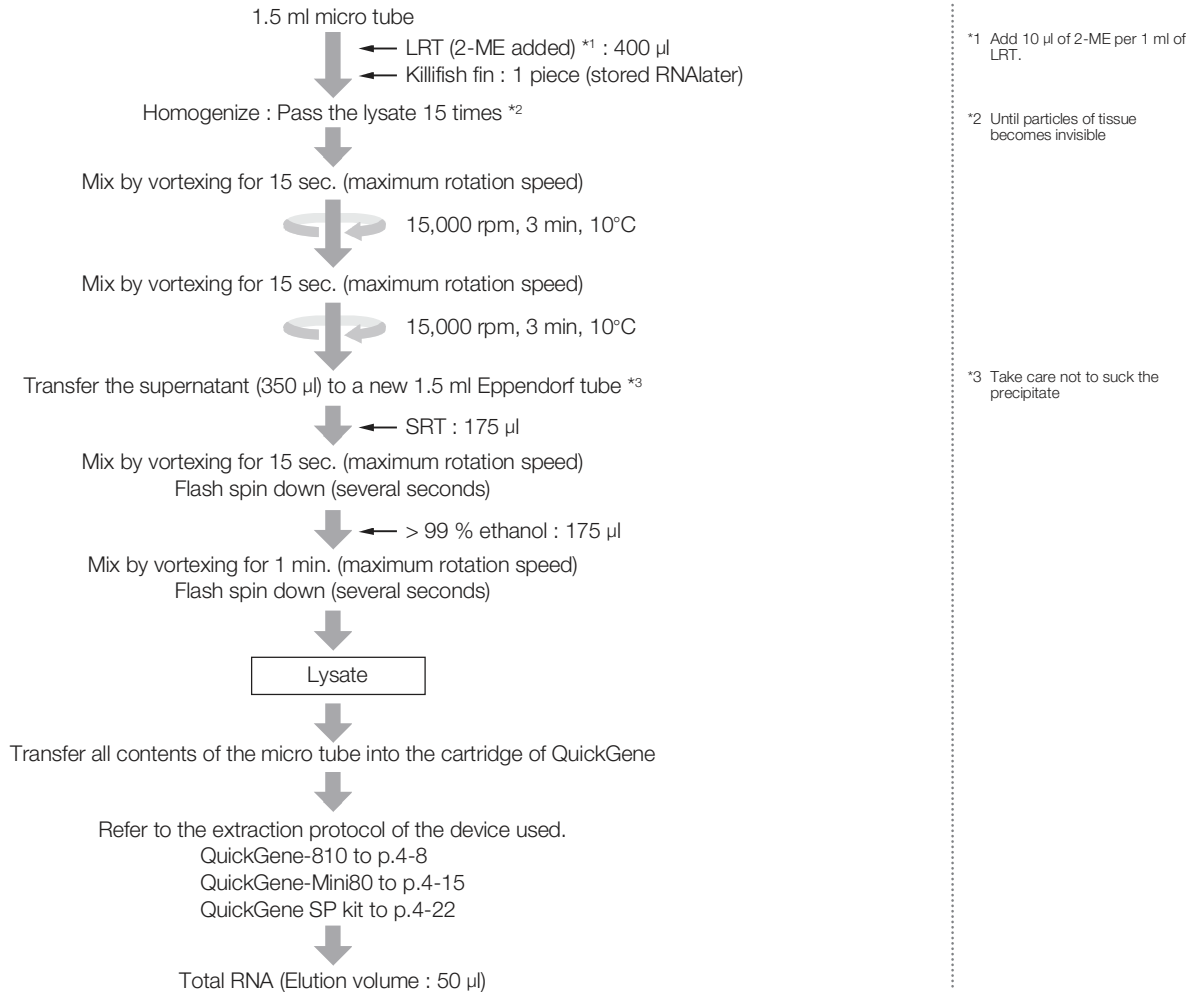 1.5 ml micro tube
LRT (2-ME added) *1 : 400 µl
Killifish fin : 1 piece (stored RNAlater)
Homogenize : Pass the lysate 15 times *2
Mix by vortexing for 15 sec. (maximum rotation speed)
15,000 rpm, 3 min, 10°C
Mix by vortexing for 15 sec. (maximum rotation speed)
15,000 rpm, 3 min, 10°C
Transfer the supernatant (350 µl) to a new 1.5 ml Eppendorf tube *3
SRT : 175 µl
Mix by vortexing for 15 sec. (maximum rotation speed)
Flash spin down (several seconds)
> 99 % ethanol : 175 µl
Mix by vortexing for 1 min. (maximum rotation speed)
Flash spin down (several seconds)
Lysate
Transfer all contents of the micro tube into the cartridge of QuickGene
Refer to the extraction protocol of the device used.
QuickGene-810 to p.4-8
QuickGene-Mini80 to p.4-15
QuickGene SP kit to p.4-22
Total RNA (Elution volume : 50 µl)
*1 Add 10 µl of 2-ME per 1 ml of
LRT.
*2 Until particles of tissue
becomes invisible
*3 Take care not to suck the
precipitate